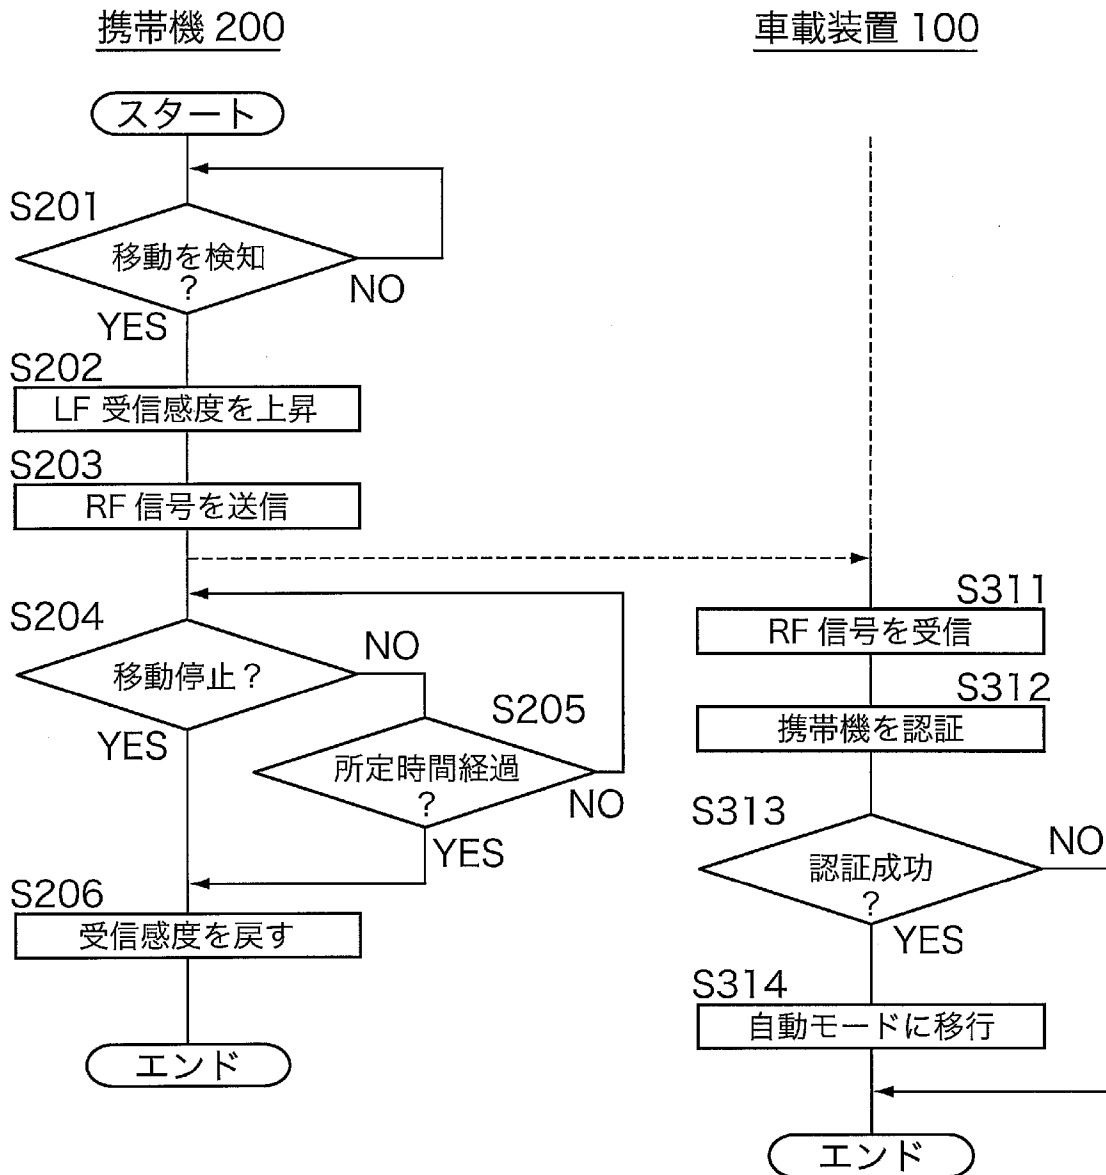 携帯機 200
車載装置 100
スタート
S201
移動を検知
?
NO
YES
S202
LF 受信感度を上昇
S203
RF 信号を送信
S204
移動停止?
NO
YES
S205
所定時間経過
?
NO
YES
S206
受信感度を戻す
エンド
S311
RF 信号を受信
S312
携帯機を認証
S313
認証成功
?
NO
YES
S314
自動モードに移行
エンド